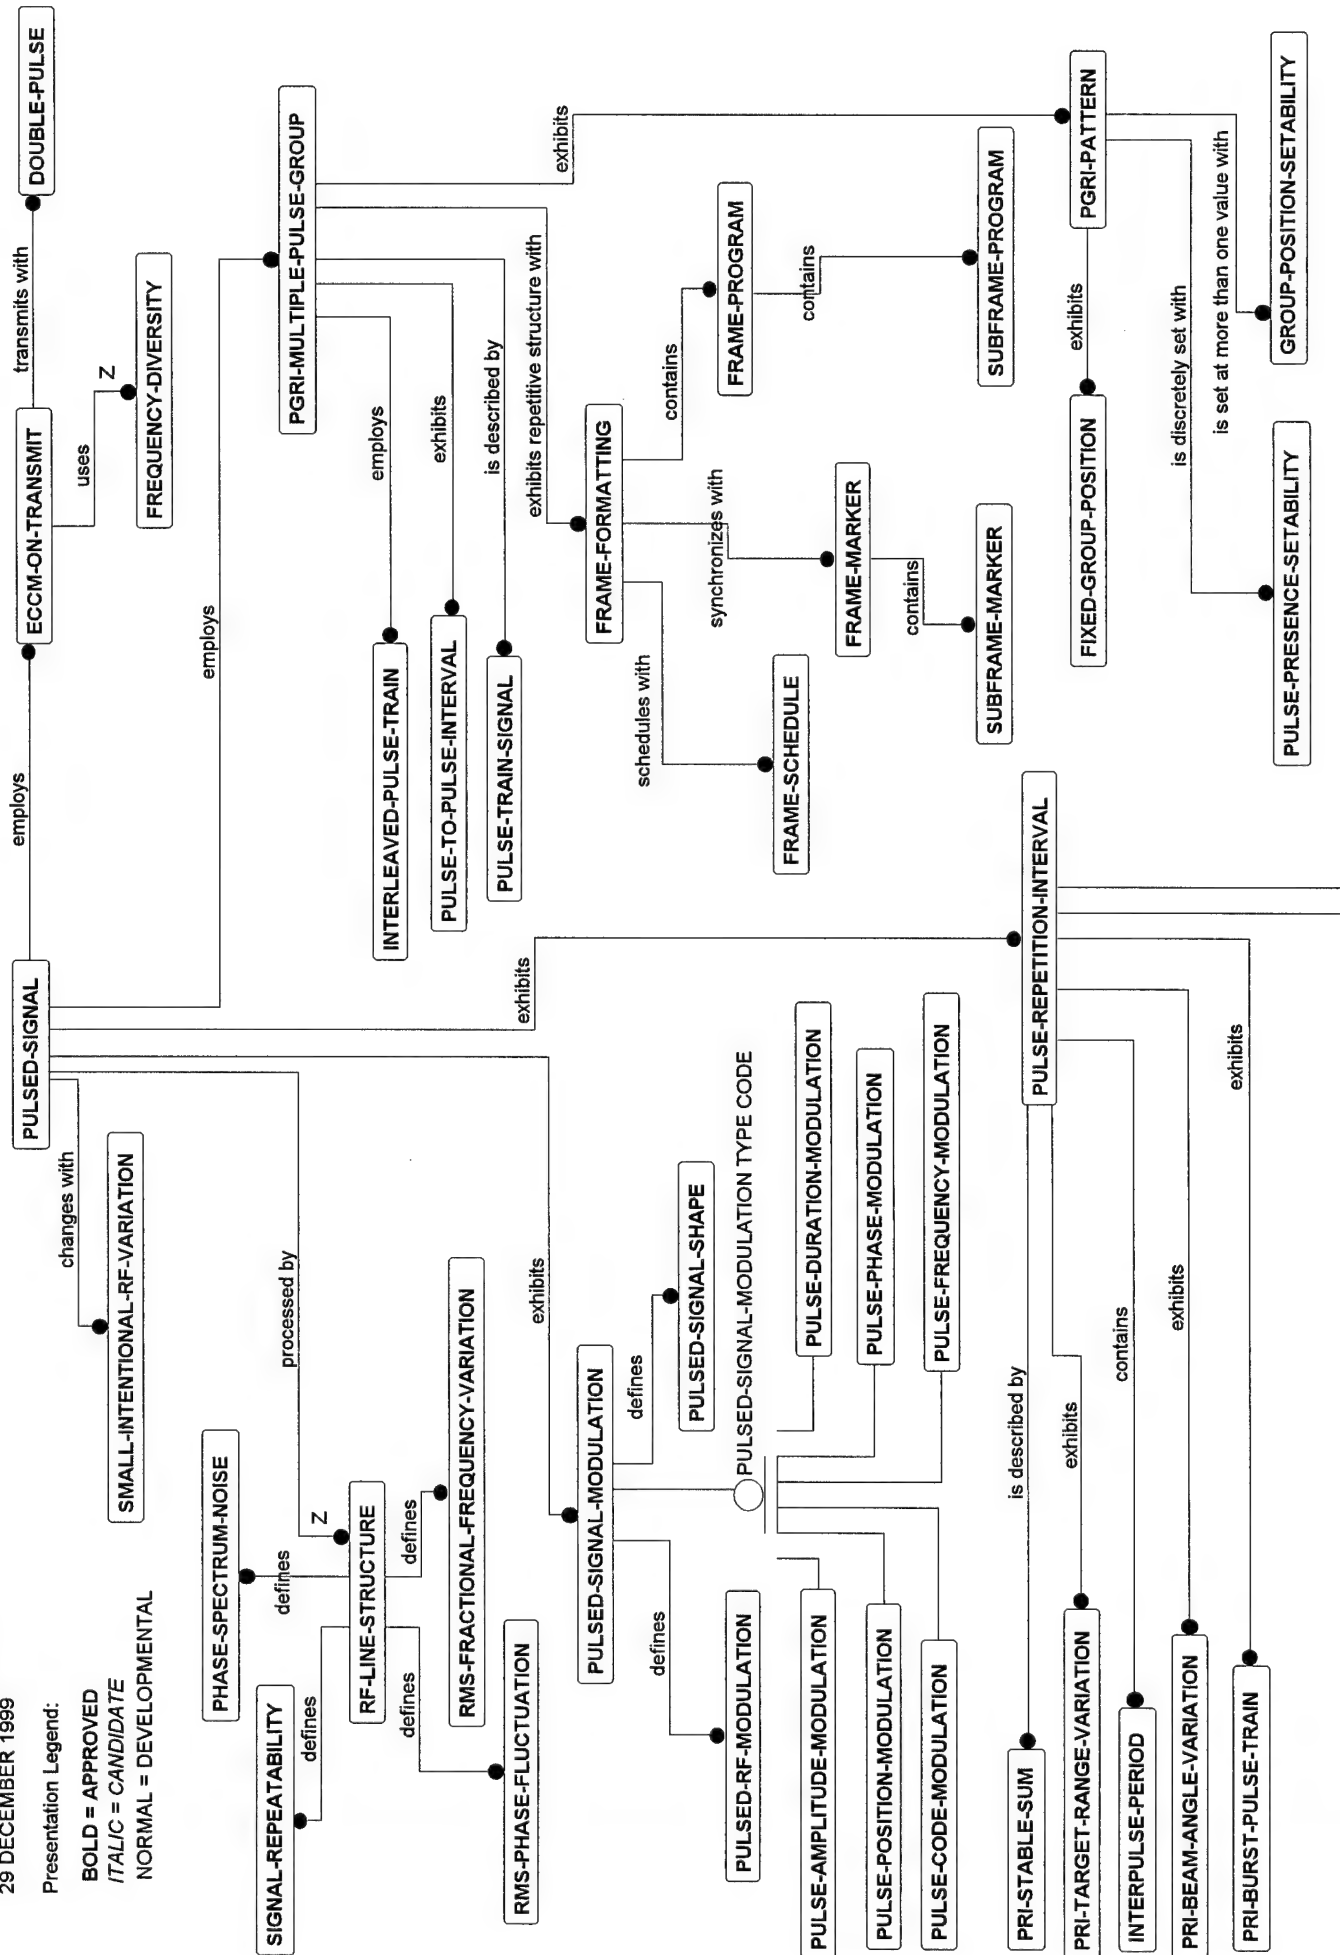 29 DECEMBER 1999
Presentation Legend:
BOLD = APPROVED
ITALIC = CANDIDATE
NORMAL = DEVELOPMENTAL
PULSED-SIGNAL
employs
ECCM-ON-TRANSMIT
transmits with
DOUBLE-PULSE
uses
Z
FREQUENCY-DIVERSITY
changes with
SMALL-INTENTIONAL-RF-VARIATION
employs
PGRI-MULTIPLE-PULSE-GROUP
processed by
Z
PHASE-SPECTRUM-NOISE
defines
SIGNAL-REPEATABILITY
defines
RF-LINE-STRUCTURE
defines
RMS-FRACTIONAL-FREQUENCY-VARIATION
defines
RMS-PHASE-FLUCTUATION
employs
INTERLEAVED-PULSE-TRAIN
exhibits
PULSE-TO-PULSE-INTERVAL
is described by
PULSE-TRAIN-SIGNAL
exhibits repetitive structure with
exhibits
FRAME-FORMATTING
schedules with
FRAME-SCHEDULE
synchronizes with
FRAME-MARKER
contains
SUBFRAME-MARKER
contains
FRAME-PROGRAM
contains
SUBFRAME-PROGRAM
exhibits
exhibits
PULSED-SIGNAL-MODULATION
defines
PULSED-RF-MODULATION
defines
PULSED-SIGNAL-SHAPE
PULSED-SIGNAL-MODULATION TYPE CODE
PULSE-AMPLITUDE-MODULATION
PULSE-POSITION-MODULATION
PULSE-CODE-MODULATION
PULSE-DURATION-MODULATION
PULSE-PHASE-MODULATION
PULSE-FREQUENCY-MODULATION
PULSE-REPETITION-INTERVAL
is described by
PRI-STABLE-SUM
exhibits
PRI-TARGET-RANGE-VARIATION
contains
INTERPULSE-PERIOD
exhibits
PRI-BEAM-ANGLE-VARIATION
exhibits
PRI-BURST-PULSE-TRAIN
PGRI-PATTERN
exhibits
FIXED-GROUP-POSITION
is discretely set with
PULSE-PRESENCE-SETABILITY
is set at more than one value with
GROUP-POSITION-SETABILITY